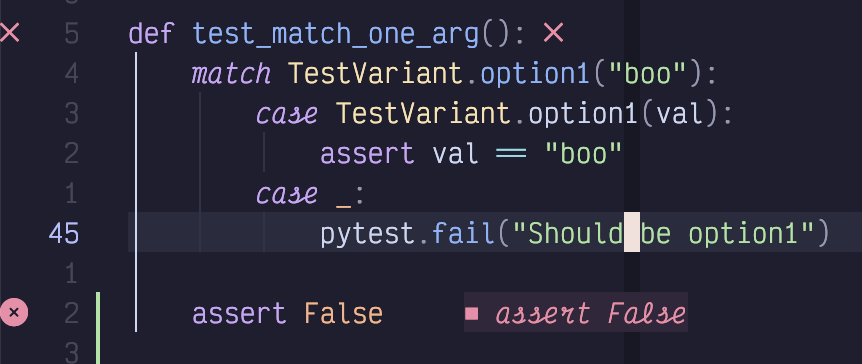 5 def test_match_one_arg():
4 match TestVariant.option1("boo"):
3 case TestVariant.option1(val):
2 assert val == "boo"
1 case _:
45 pytest.fail("Should be option1")
1
2 assert False ■ assert False
3